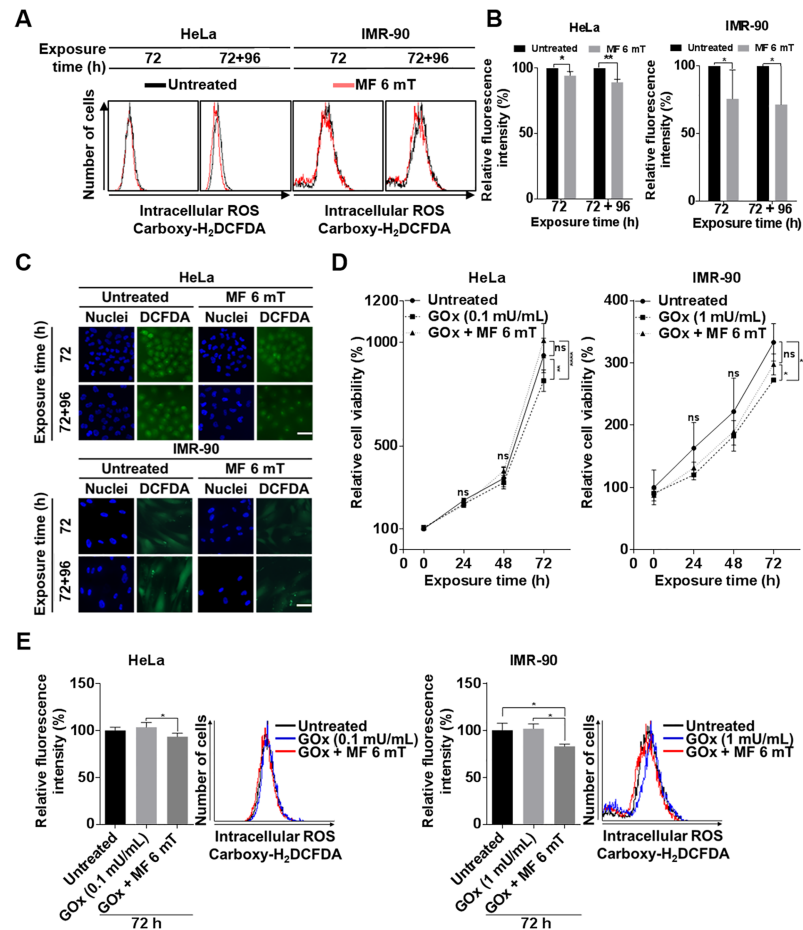 A
HeLa IMR-90
Exposure time (h) 72 72+96 72 72+96
Untreated MF 6 mT
Number of cells
Intracellular ROS Intracellular ROS
Carboxy-H2DCFDA Carboxy-H2DCFDA
B
HeLa
Untreated MF 6 mT
Relative fluorescence
intensity (%)
100
50
0
* **
72 72 + 96
Exposure time (h)
IMR-90
Untreated MF 6 mT
Relative fluorescence
intensity (%)
100
50
0
* *
72 72 + 96
Exposure time (h)
C
HeLa
Untreated MF 6 mT
Nuclei DCFDA Nuclei DCFDA
Exposure time (h)
72
72+96
IMR-90
Untreated MF 6 mT
Nuclei DCFDA Nuclei DCFDA
Exposure time (h)
72
72+96
D
HeLa
Untreated
GOx (0.1 mU/mL)
GOx + MF 6 mT
Relative cell viability (% )
1200
1000
500
100
0
ns
ns
ns
**
****
0 0 24 48 72
Exposure time (h)
IMR-90
Untreated
GOx (1 mU/mL)
GOx + MF 6 mT
Relative cell viability (% )
400
300
200
100
0
ns
ns
ns
*
*
0 0 24 48 72
Exposure time (h)
E
HeLa
Relative fluorescence
intensity (%)
150
100
50
0
*
Untreated
GOx (0.1 mU/mL)
GOx + MF 6 mT
72 h
Number of cells
Untreated
GOx (0.1 mU/mL)
GOx + MF 6 mT
Intracellular ROS
Carboxy-H2DCFDA
IMR-90
Relative fluorescence
intensity (%)
150
100
50
0
*
*
Untreated
GOx (1 mU/mL)
GOx + MF 6 mT
72 h
Number of cells
Untreated
GOx (1 mU/mL)
GOx + MF 6 mT
Intracellular ROS
Carboxy-H2DCFDA